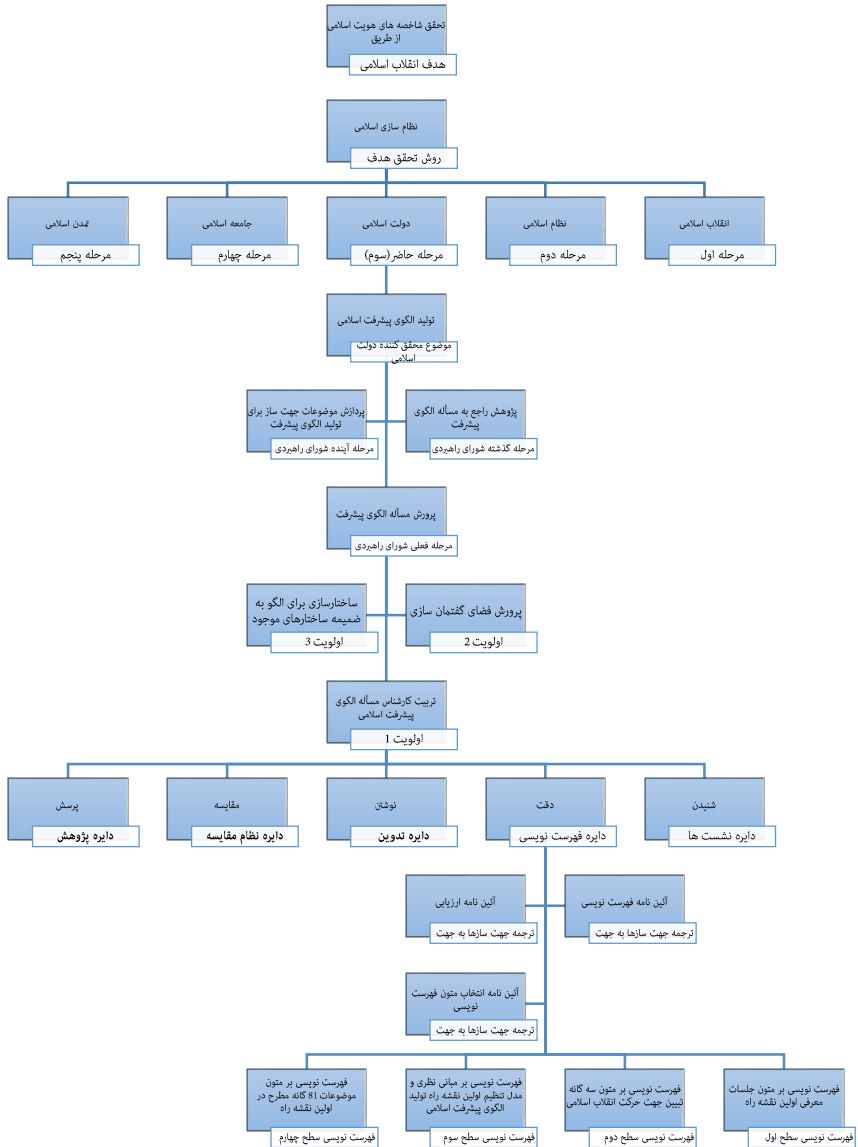 تحقق شاخصه های هویت اسلامی
از طریق
هدف انقلاب اسلامی
نظام سازی اسلامی
روش تحقق هدف
انقلاب اسلامی
مرحله اول
نظام اسلامی
مرحله دوم
دولت اسلامی
مرحله حاضر(سوم)
جامعه اسلامی
مرحله چهارم
تمدن اسلامی
مرحله پنجم
تولید الگوی پیشرفت اسلامی
موضوع محقق کننده دولت
اسلامی
پژوهش راجع به مسأله الگوی
پیشرفت
مرحله گذشته شورای راهبردی
پردازش موضوعات جهت ساز برای
تولید الگوی پیشرفت
مرحله آینده شورای راهبردی
پرورش مسأله الگوی پیشرفت
مرحله فعلی شورای راهبردی
پرورش فضای گفتمان سازی
اولویت 2
ساختارسازی برای الگو به
ضمیمه ساختارهای موجود
اولویت 3
تربیت کارشناس مسأله الگوی
پیشرفت اسلامی
اولویت 1
شنیدن
دایره نشست ها
دقت
دایره فهرست نویسی
نوشتن
دایره تدوین
مقایسه
دایره نظام مقایسه
پرسش
دایره پژوهش
آئین نامه فهرست نویسی
ترجمه جهت سازها به جهت
آئین نامه ارزیابی
ترجمه جهت سازها به جهت
آئین نامه انتخاب متون فهرست
نویسی
ترجمه جهت سازها به جهت
فهرست نویسی بر متون جلسات
معرفی اولین نقشه راه
فهرست نویسی سطح اول
فهرست نویسی بر متون سه گانه
تبیین جهت حرکت انقلاب اسلامی
فهرست نویسی سطح دوم
فهرست نویسی بر مبانی نظری و
مدل تنظیم اولین نقشه راه تولید
الگوی پیشرفت اسلامی
فهرست نویسی سطح سوم
فهرست نویسی بر متون
موضوعات 81 گانه مطرح در
اولین نقشه راه
فهرست نویسی سطح چهارم